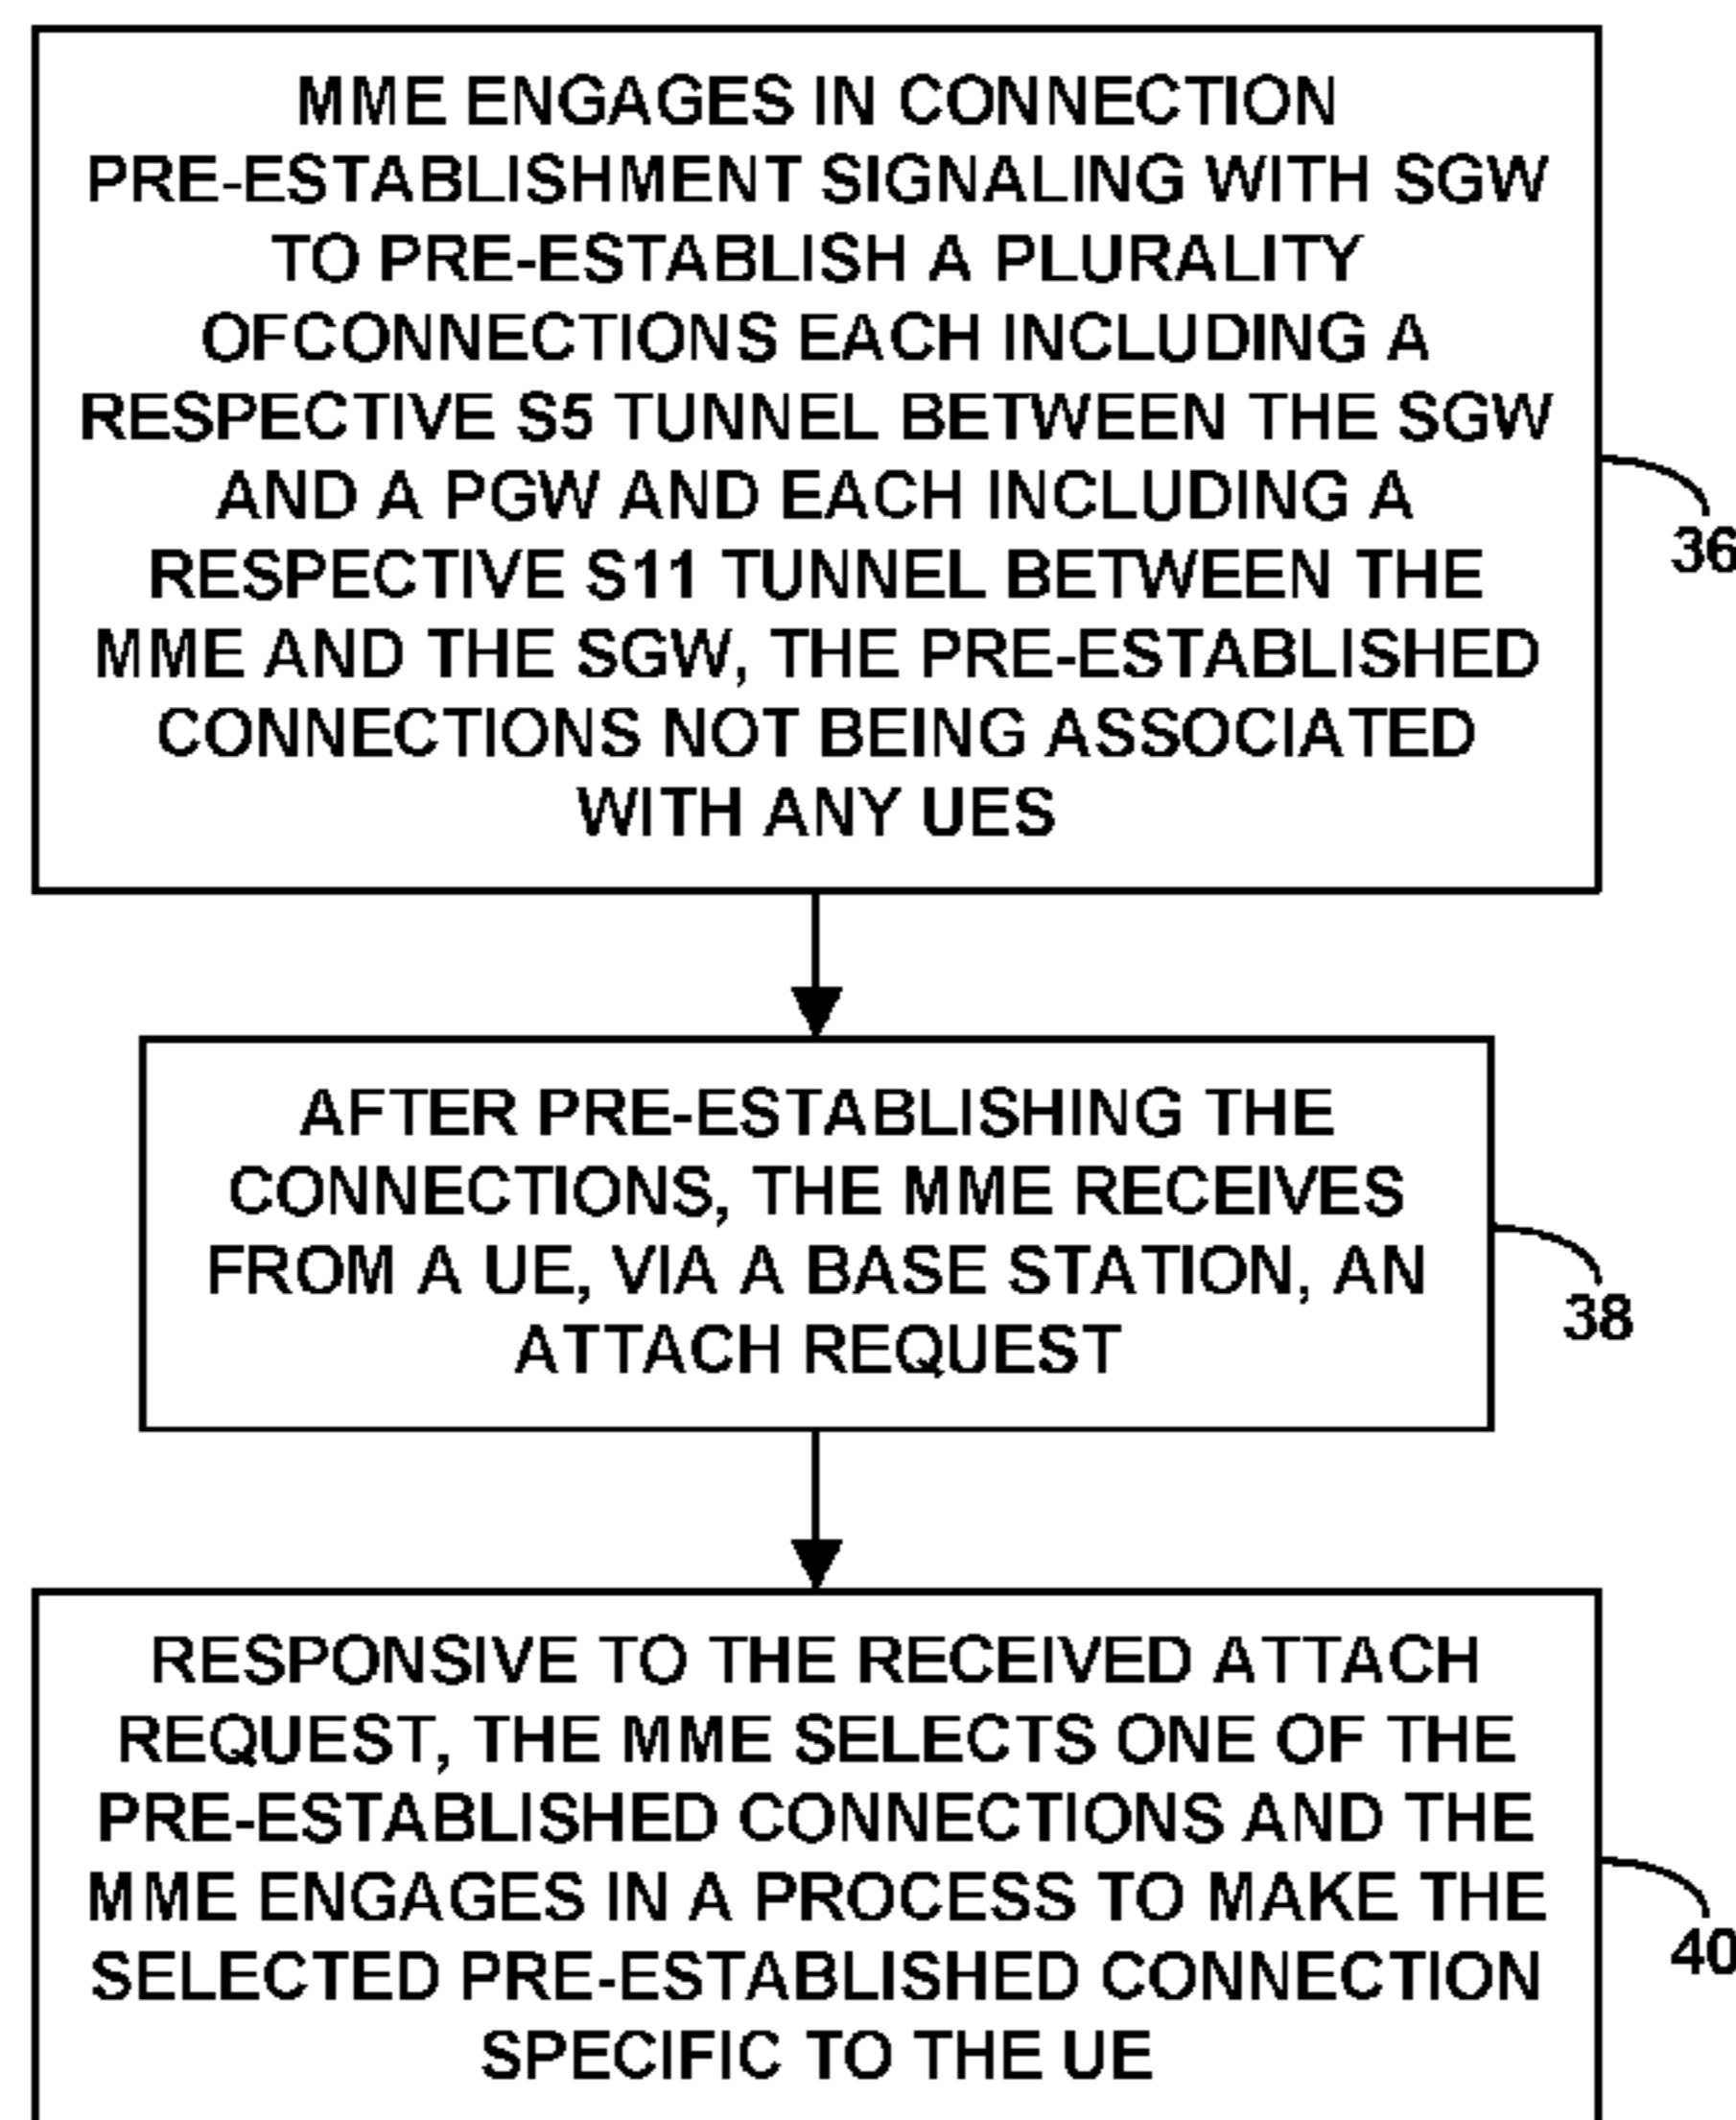 MME ENGAGES IN CONNECTION
PRE-ESTABLISHMENT SIGNALING WITH SGW
TO PRE-ESTABLISH A PLURALITY
OFCONNECTIONS EACH INCLUDING A
RESPECTIVE S5 TUNNEL BETWEEN THE SGW
AND A PGW AND EACH INCLUDING A
RESPECTIVE S11 TUNNEL BETWEEN THE
MME AND THE SGW, THE PRE-ESTABLISHED
CONNECTIONS NOT BEING ASSOCIATED
WITH ANY UES
36
AFTER PRE-ESTABLISHING THE
CONNECTIONS, THE MME RECEIVES
FROM A UE, VIA A BASE STATION, AN
ATTACH REQUEST
38
RESPONSIVE TO THE RECEIVED ATTACH
REQUEST, THE MME SELECTS ONE OF THE
PRE-ESTABLISHED CONNECTIONS AND THE
MME ENGAGES IN A PROCESS TO MAKE THE
SELECTED PRE-ESTABLISHED CONNECTION
SPECIFIC TO THE UE
40